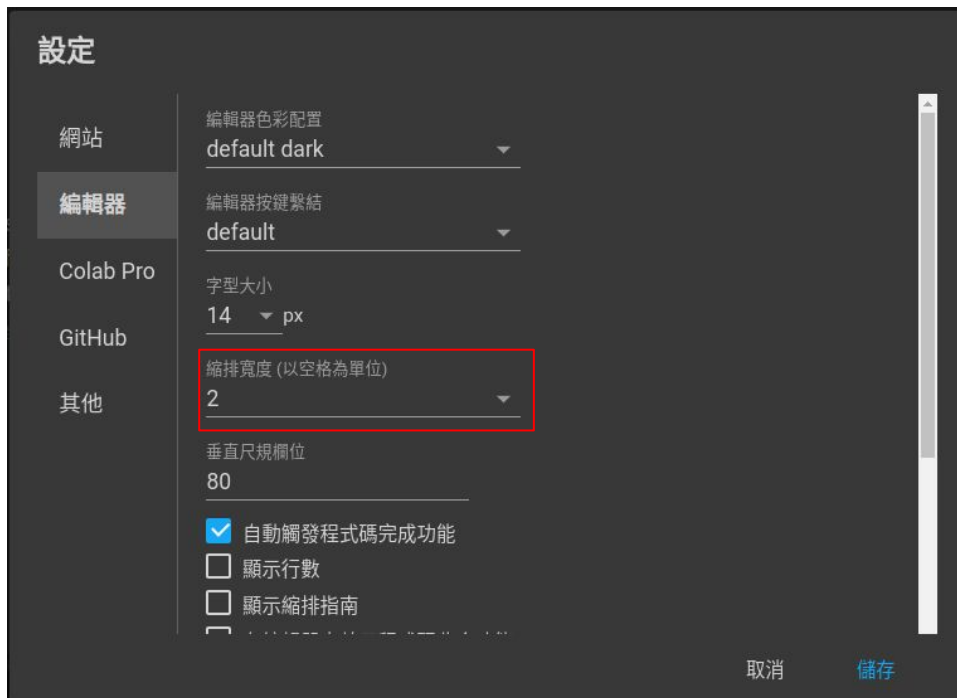 設定
網站
編輯器
Colab Pro
GitHub
其他
編輯器色彩配置
default dark
編輯器按鍵繫結
default
字型大小
14 px
縮排寬度 (以空格為單位)
2
垂直尺規欄位
80
自動觸發程式碼完成功能
顯示行數
顯示縮排指南
取消 儲存